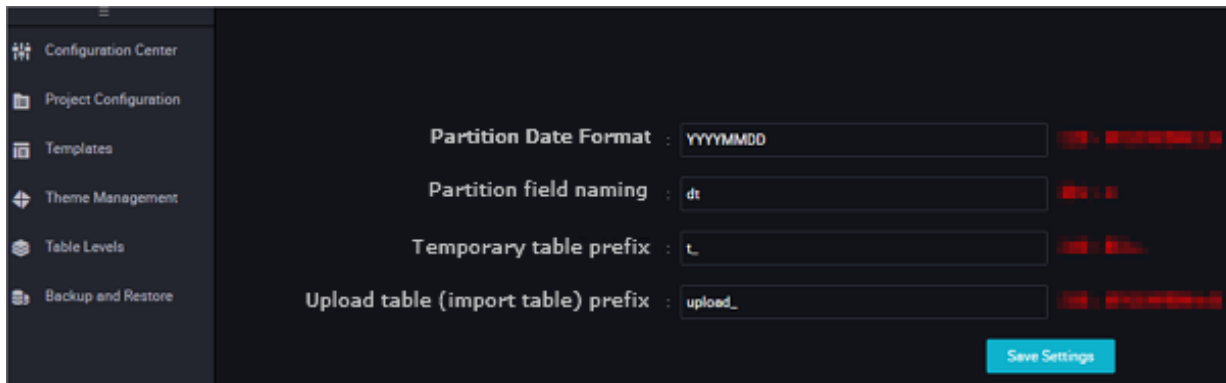 Configuration Center
Project Configuration
Templates
Theme Management
Table Levels
Backup and Restore
Partition Date Format : YYYYMMDD
Partition field naming : dt
Temporary table prefix : t_
Upload table (import table) prefix : upload_
Save Settings